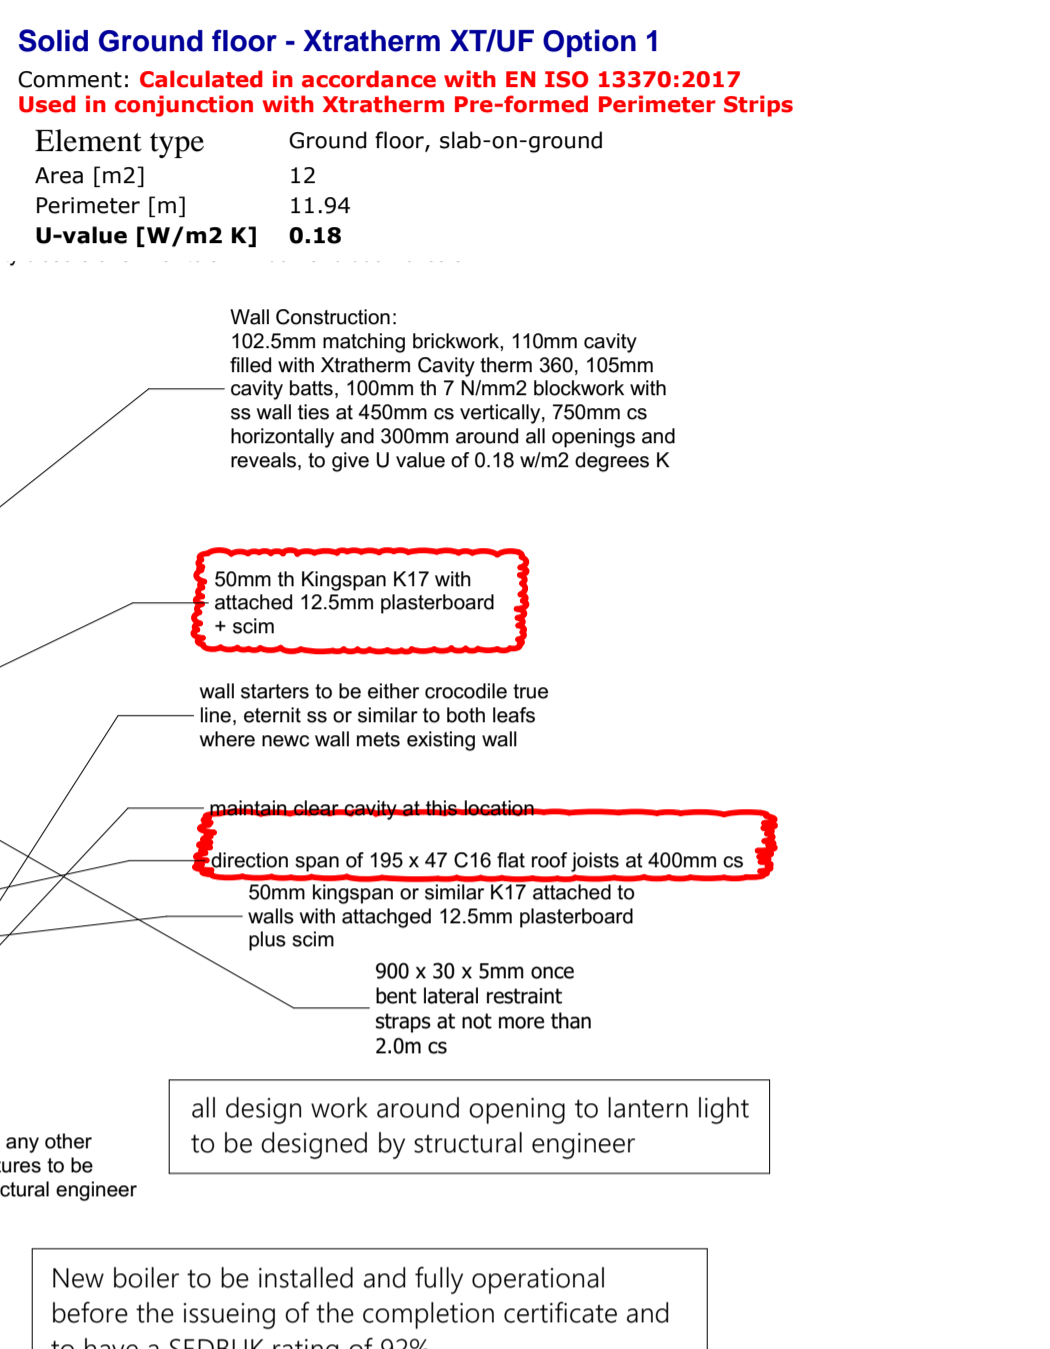 Solid Ground floor - Xtratherm XT/UF Option 1
Comment: Calculated in accordance with EN ISO 13370:2017
Used in conjunction with Xtratherm Pre-formed Perimeter Strips
Element type Ground floor, slab-on-ground
Area [m2] 12
Perimeter [m] 11.94
U-value [W/m2 K] 0.18
Wall Construction:
102.5mm matching brickwork, 110mm cavity
filled with Xtratherm Cavity therm 360, 105mm
cavity batts, 100mm th 7 N/mm2 blockwork with
ss wall ties at 450mm cs vertically, 750mm cs
horizontally and 300mm around all openings and
reveals, to give U value of 0.18 w/m2 degrees K
50mm th Kingspan K17 with
attached 12.5mm plasterboard
+ scim
wall starters to be either crocodile true
line, eternit ss or similar to both leafs
where newc wall mets existing wall
maintain clear cavity at this location
direction span of 195 x 47 C16 flat roof joists at 400mm cs
50mm kingspan or similar K17 attached to
walls with attachged 12.5mm plasterboard
plus scim
900 x 30 x 5mm once
bent lateral restraint
straps at not more than
2.0m cs
all design work around opening to lantern light
to be designed by structural engineer
any other
tures to be
ctural engineer
New boiler to be installed and fully operational
before the issueing of the completion certificate and
to have a SEDBUK rating of 92%